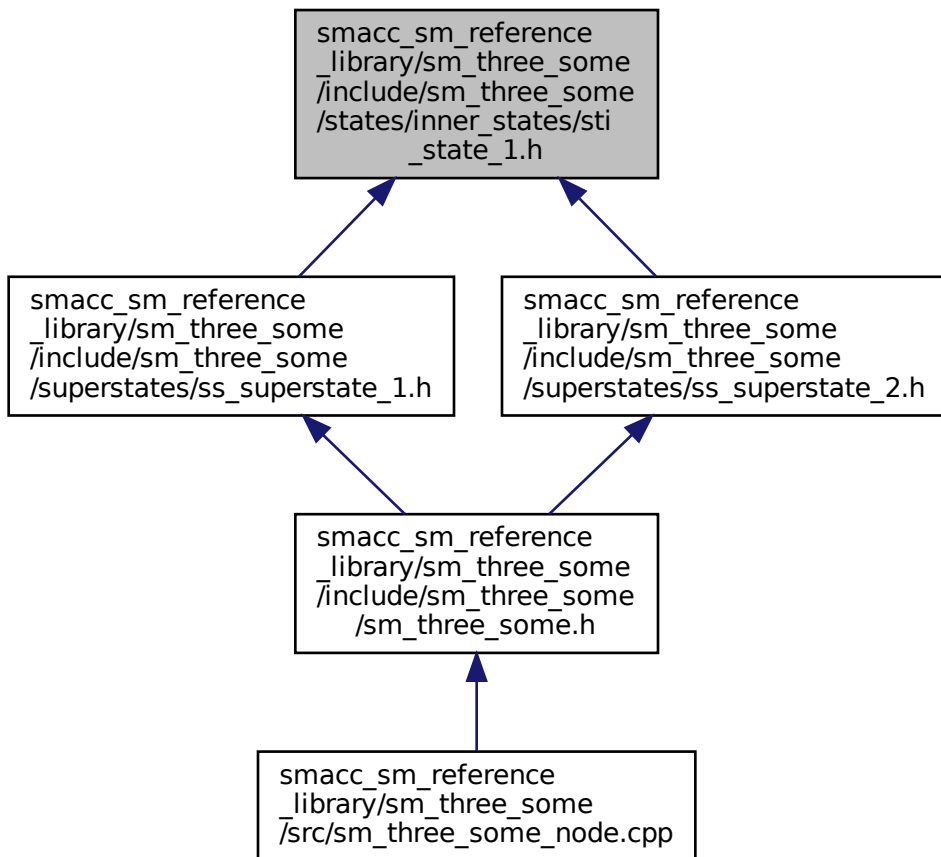 smacc_sm_reference
_library/sm_three_some
/include/sm_three_some
/states/inner_states/sti
_state_1.h
smacc_sm_reference
_library/sm_three_some
/include/sm_three_some
/superstates/ss_superstate_1.h
smacc_sm_reference
_library/sm_three_some
/include/sm_three_some
/superstates/ss_superstate_2.h
smacc_sm_reference
_library/sm_three_some
/include/sm_three_some
/sm_three_some.h
smacc_sm_reference
_library/sm_three_some
/src/sm_three_some_node.cpp